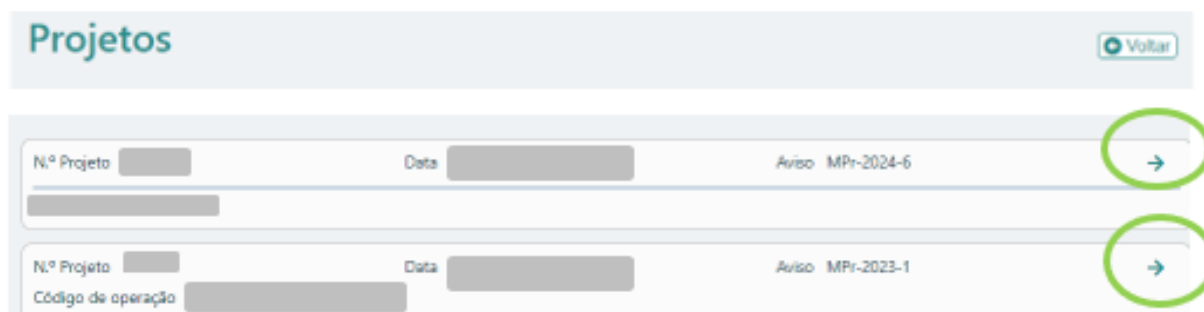 Projetos
Voltar
N.º Projeto Data Aviso MPr-2024-6
N.º Projeto Data Aviso MPr-2023-1
Código de operação